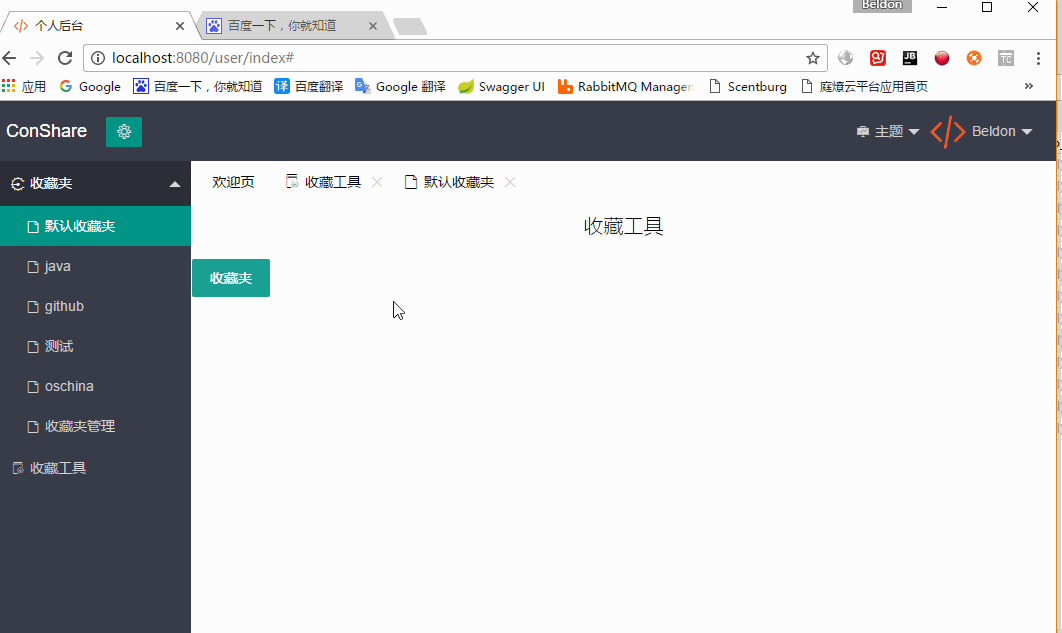 Beldon
个人后台 百度一下，你就知道
localhost:8080/user/index#
应用 Google 百度一下，你就知道 译 百度翻译 Google 翻译 Swagger UI RabbitMQ Manager Scentburg 庭燎云平台应用首页 »
ConShare 主题 Beldon
收藏夹
欢迎页 收藏工具 默认收藏夹
默认收藏夹
收藏工具
java
收藏夹
github
测试
oschina
收藏夹管理
收藏工具